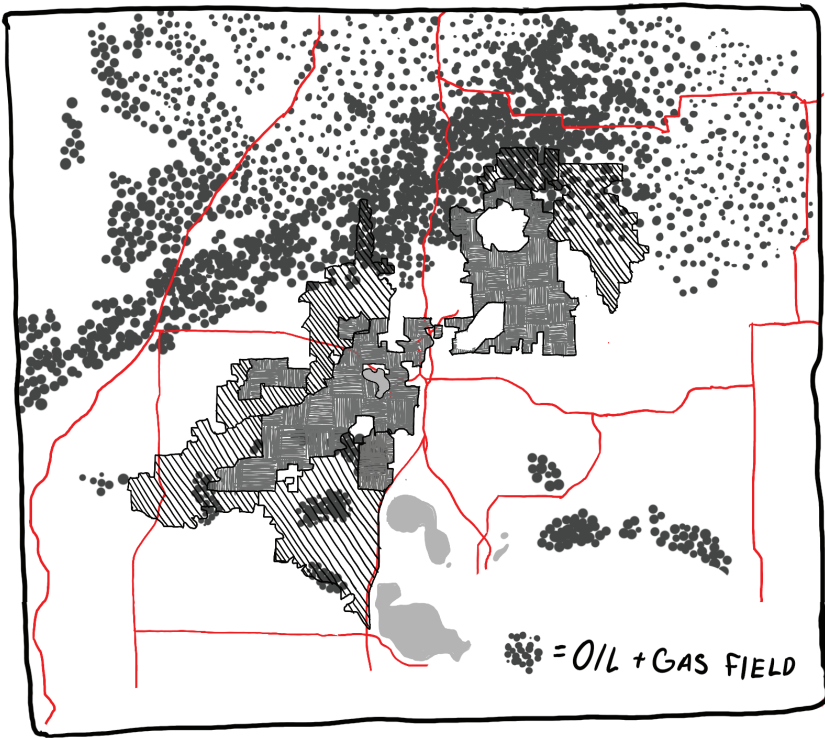 = OIL + GAS FIELD